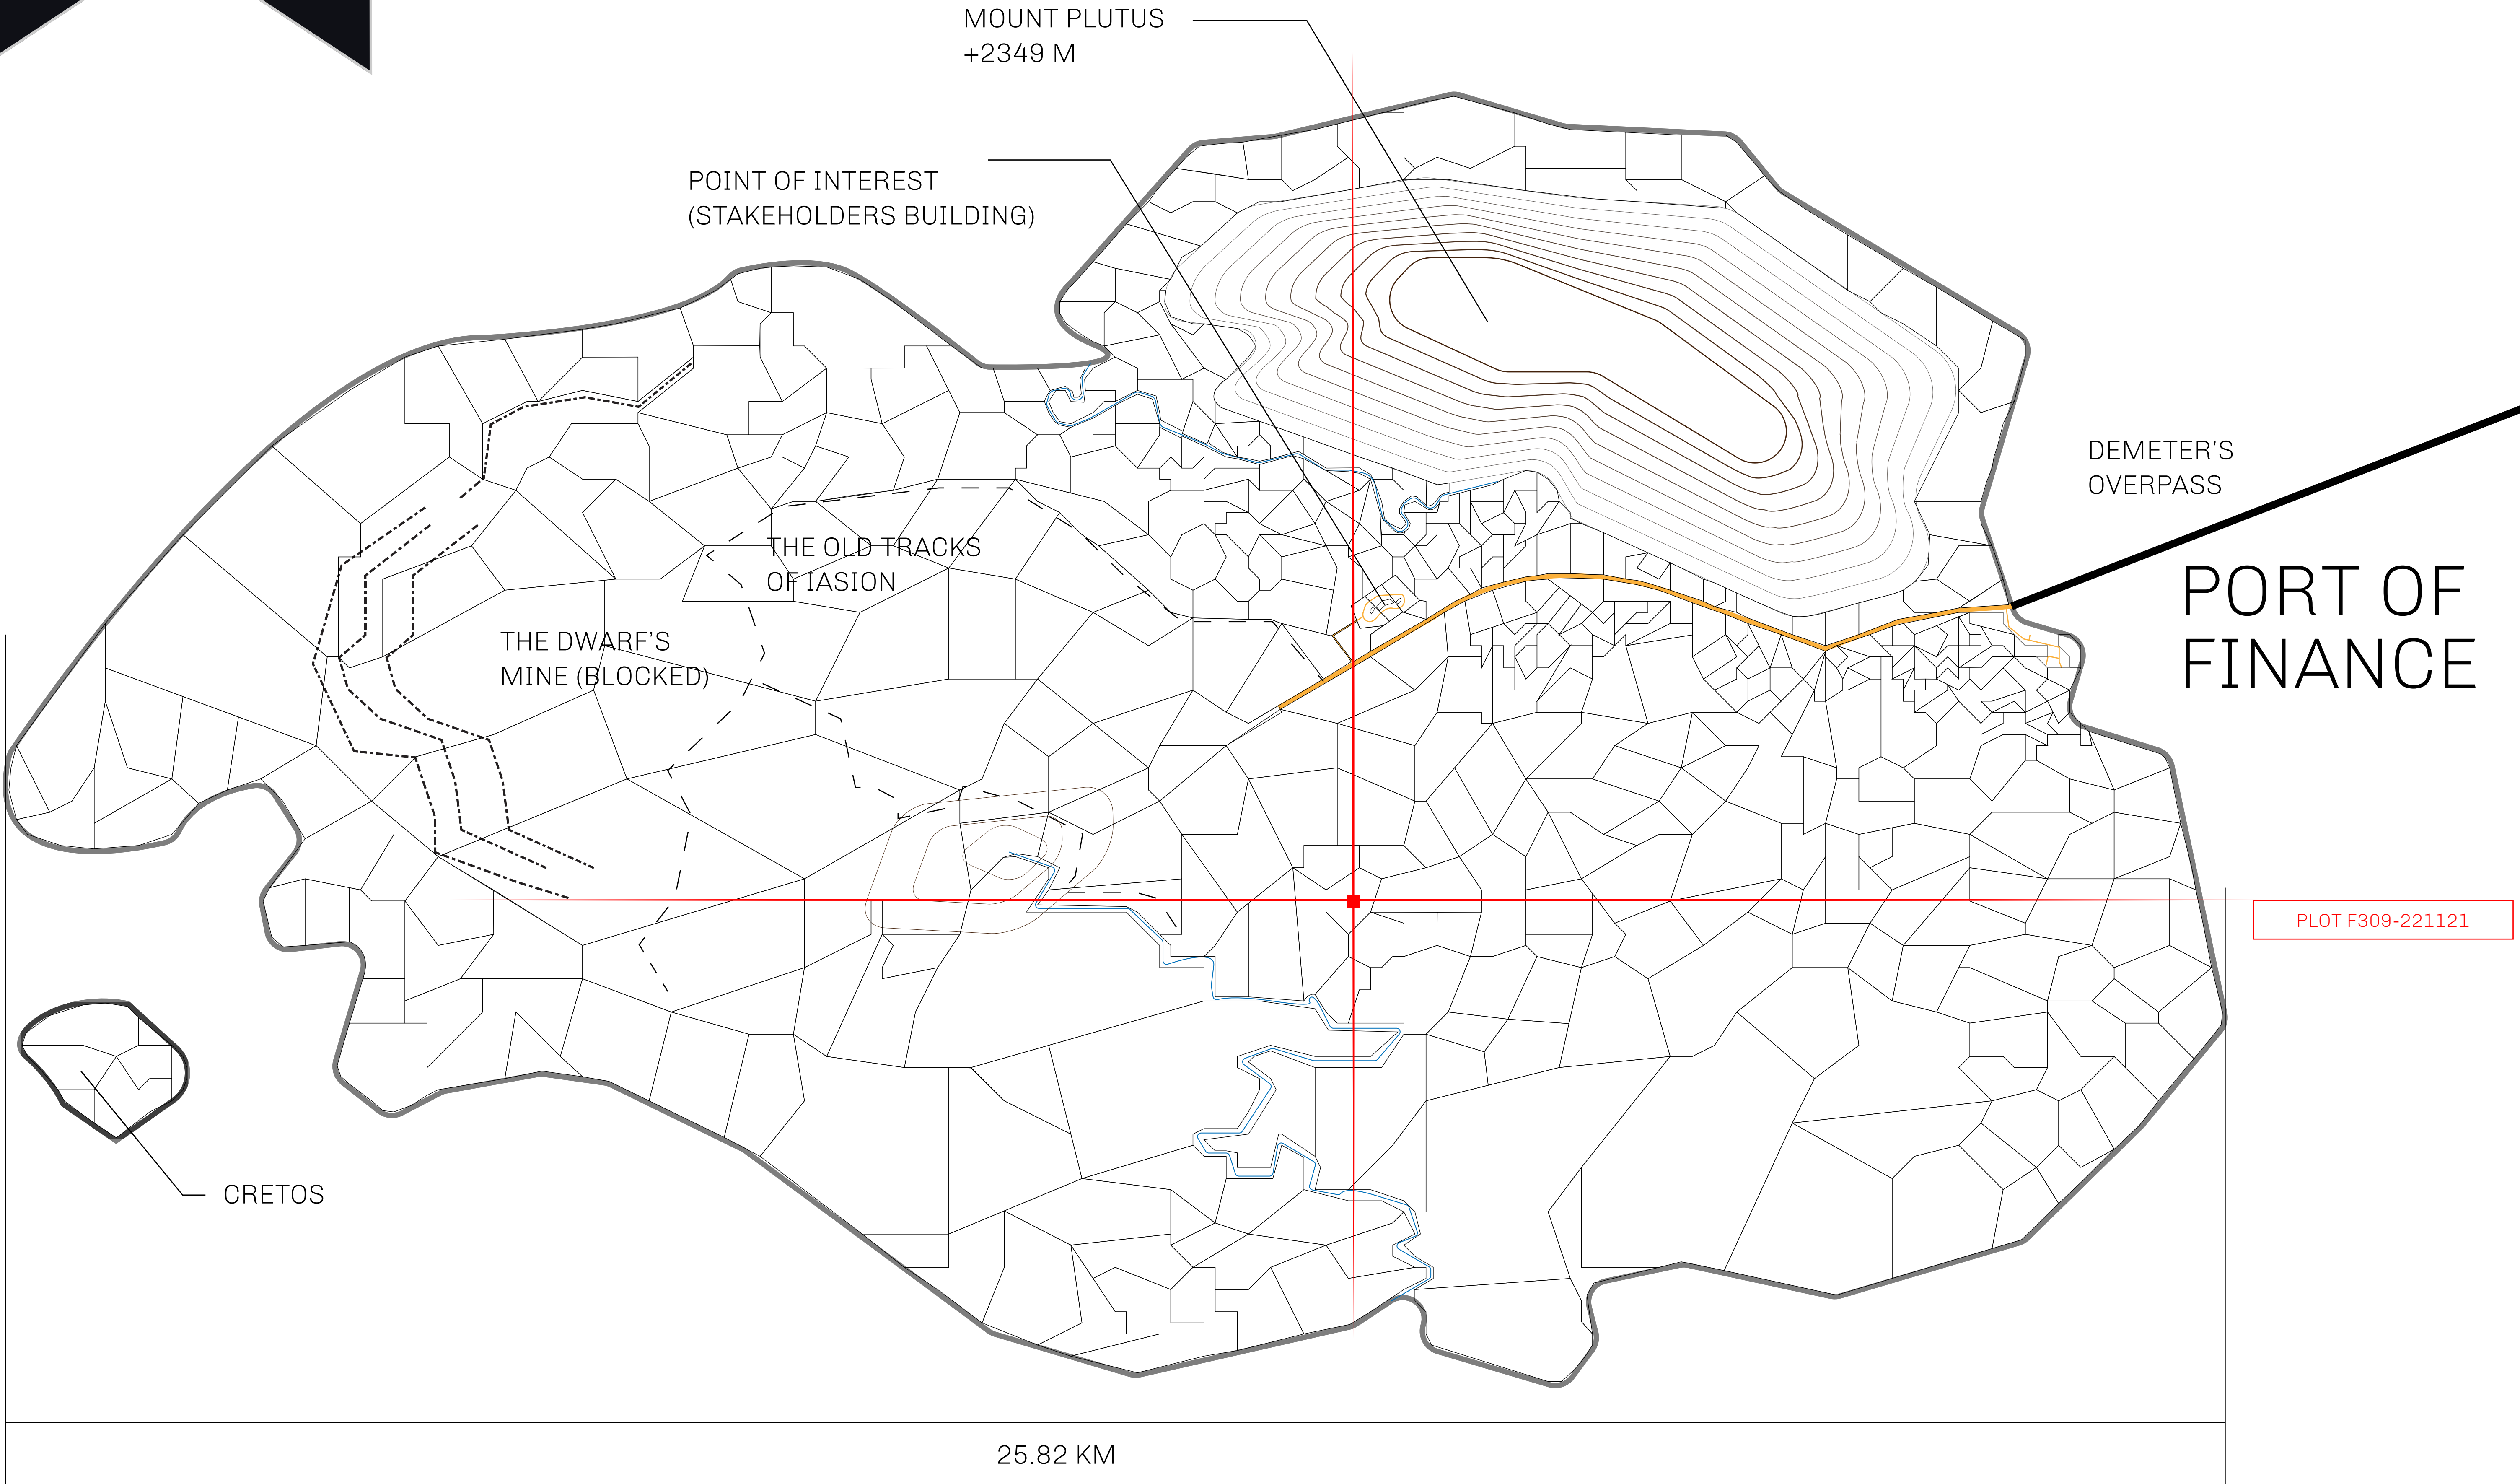 MOUNT PLUTUS
+2349 M
POINT OF INTEREST
(STAKEHOLDERS BUILDING)
DEMETER'S
OVERPASS
THE OLD TRACKS
OF IASION
PORT OF
FINANCE
THE DWARF'S
MINE (BLOCKED)
PLOT F309-221121
CRETOS
25.82 KM